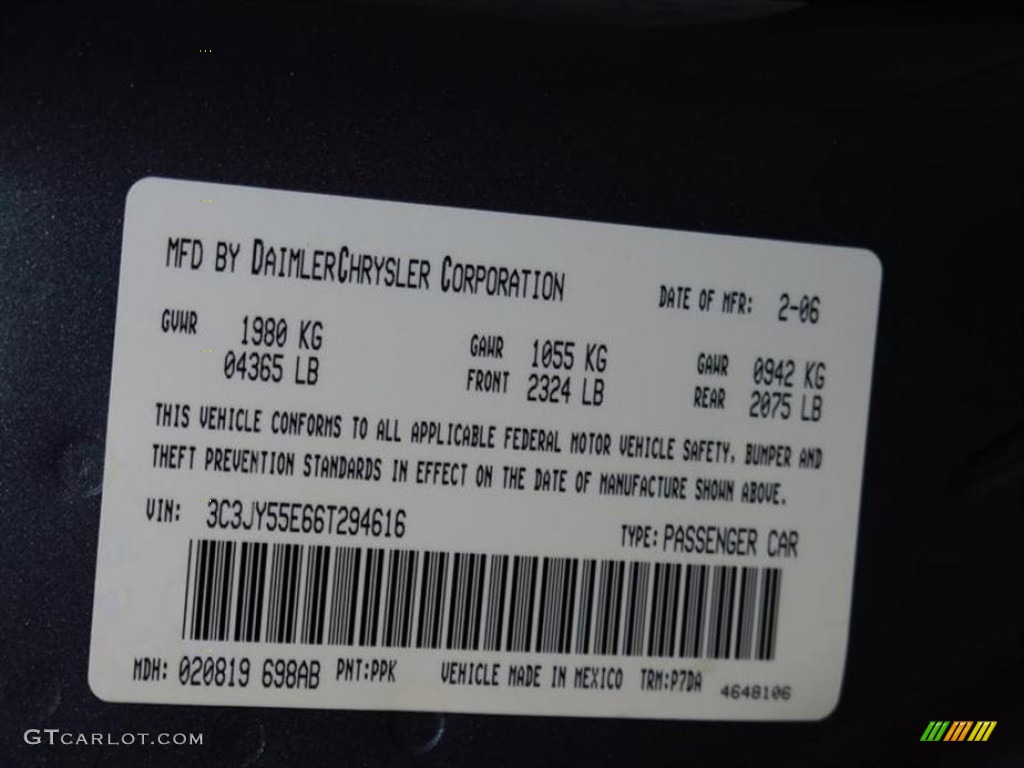 MFD BY DAIMLERCHRYSLER CORPORATION DATE OF MFR: 2-06
GVWR 1980 KG GAWR 1055 KG GAWR 0942 KG
04365 LB FRONT 2324 LB REAR 2075 LB
THIS VEHICLE CONFORMS TO ALL APPLICABLE FEDERAL MOTOR VEHICLE SAFETY, BUMPER AND
THEFT PREVENTION STANDARDS IN EFFECT ON THE DATE OF MANUFACTURE SHOWN ABOVE.
VIN: 3C3JY55E66T294616 TYPE: PASSENGER CAR
MDH: 020819 698AB PNT:PPK VEHICLE MADE IN MEXICO TRM:P7DA 4648106
GTCARLOT.COM